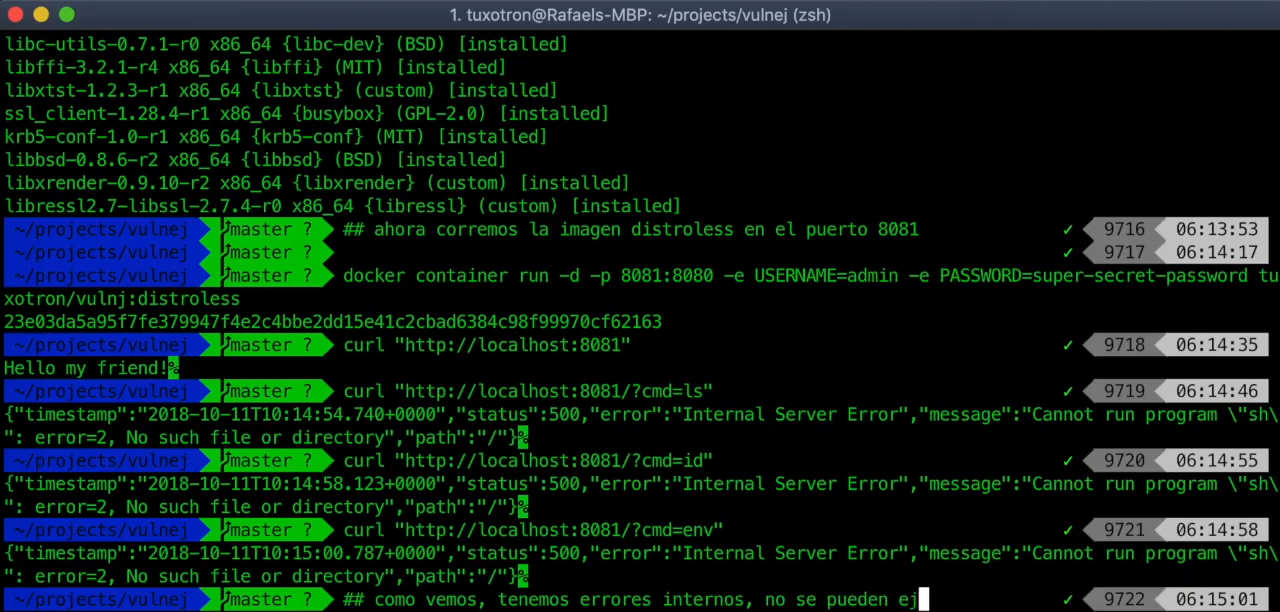 1. tuxotron@Rafaels-MBP: ~/projects/vulnej (zsh)
libc-utils-0.7.1-r0 x86_64 {libc-dev} (BSD) [installed]
libffi-3.2.1-r4 x86_64 {libffi} (MIT) [installed]
libxtst-1.2.3-r1 x86_64 {libxtst} (custom) [installed]
ssl_client-1.28.4-r1 x86_64 {busybox} (GPL-2.0) [installed]
krb5-conf-1.0-r1 x86_64 {krb5-conf} (MIT) [installed]
libbsd-0.8.6-r2 x86_64 {libbsd} (BSD) [installed]
libxrender-0.9.10-r2 x86_64 {libxrender} (custom) [installed]
libressl2.7-libssl-2.7.4-r0 x86_64 {libressl} (custom) [installed]
~/projects/vulnej master ? ## ahora corremos la imagen distroless en el puerto 8081 ✓ 9716 06:13:53
~/projects/vulnej master ? ✓ 9717 06:14:17
~/projects/vulnej master ? docker container run -d -p 8081:8080 -e USERNAME=admin -e PASSWORD=super-secret-password tu
xotron/vulnj:distroless
23e03da5a95f7fe379947f4e2c4bbe2dd15e41c2cbad6384c98f99970cf62163
~/projects/vulnej master ? curl "http://localhost:8081" ✓ 9718 06:14:35
Hello my friend!%
~/projects/vulnej master ? curl "http://localhost:8081/?cmd=ls" ✓ 9719 06:14:46
{"timestamp":"2018-10-11T10:14:54.740+0000","status":500,"error":"Internal Server Error","message":"Cannot run program \"sh\
": error=2, No such file or directory","path":"/"}%
~/projects/vulnej master ? curl "http://localhost:8081/?cmd=id" ✓ 9720 06:14:55
{"timestamp":"2018-10-11T10:14:58.123+0000","status":500,"error":"Internal Server Error","message":"Cannot run program \"sh\
": error=2, No such file or directory","path":"/"}%
~/projects/vulnej master ? curl "http://localhost:8081/?cmd=env" ✓ 9721 06:14:58
{"timestamp":"2018-10-11T10:15:00.787+0000","status":500,"error":"Internal Server Error","message":"Cannot run program \"sh\
": error=2, No such file or directory","path":"/"}%
~/projects/vulnej master ? ## como vemos, tenemos errores internos, no se pueden ej ✓ 9722 06:15:01